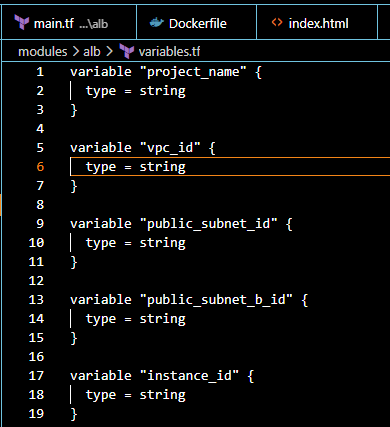 main.tf ...\alb
Dockerfile
<> index.html
modules > alb > variables.tf
1 variable "project_name" {
2 type = string
3 }
4
5 variable "vpc_id" {
6 type = string
7 }
8
9 variable "public_subnet_id" {
10 type = string
11 }
12
13 variable "public_subnet_b_id" {
14 type = string
15 }
16
17 variable "instance_id" {
18 type = string
19 }